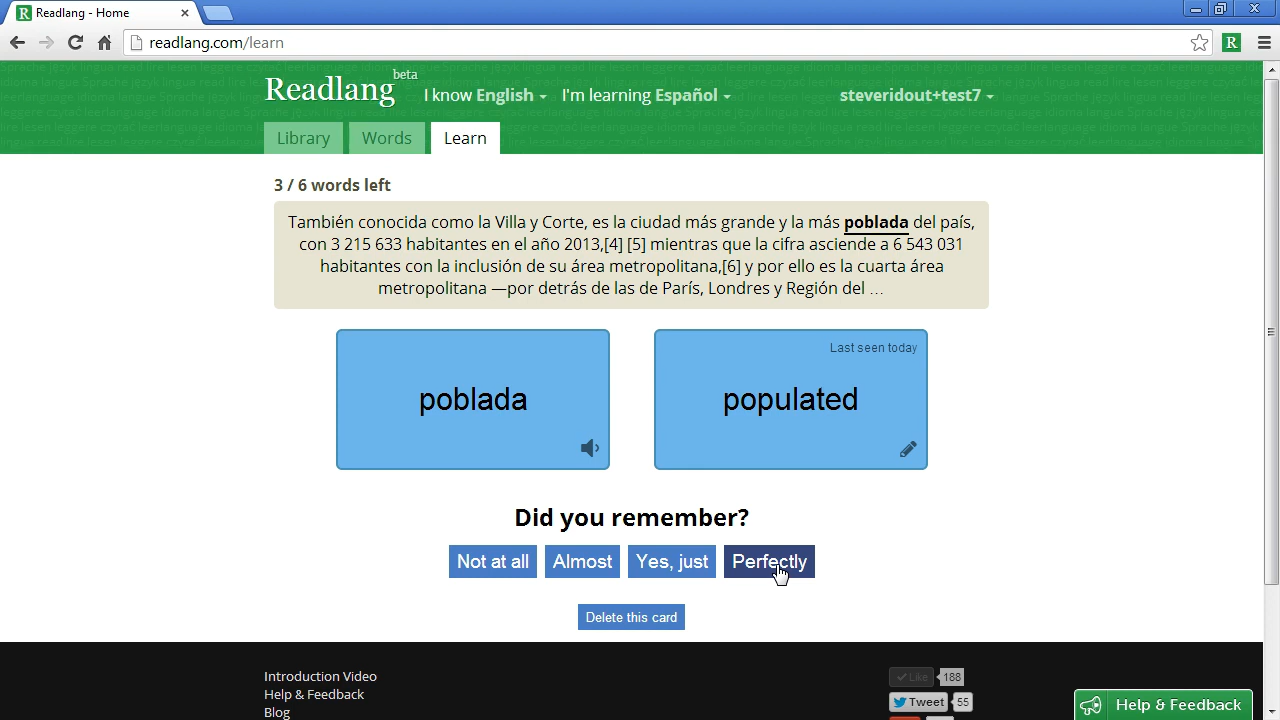 Readlang - Home
readlang.com/learn
Readlang beta
I know English
I'm learning Español
steveridout+test7
Library
Words
Learn
3 / 6 words left
También conocida como la Villa y Corte, es la ciudad más grande y la más poblada del país,
con 3 215 633 habitantes en el año 2013,[4] [5] mientras que la cifra asciende a 6 543 031
habitantes con la inclusión de su área metropolitana,[6] y por ello es la cuarta área
metropolitana —por detrás de las de París, Londres y Región del …
poblada
Last seen today
populated
Did you remember?
Not at all
Almost
Yes, just
Perfectly
Delete this card
Introduction Video
Help & Feedback
Blog
Like
188
Tweet
55
Help & Feedback